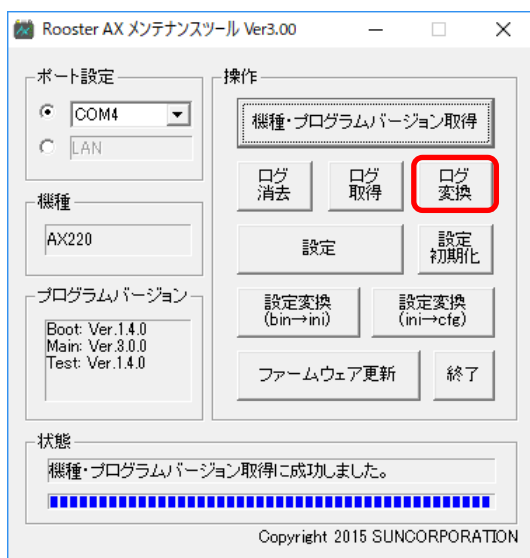 Rooster AX メンテナンスツール Ver3.00
ポート設定
COM4
LAN
機種
AX220
プログラムバージョン
Boot: Ver.1.4.0
Main: Ver.3.0.0
Test: Ver.1.4.0
操作
機種・プログラムバージョン取得
ログ
消去
ログ
取得
ログ
変換
設定
設定
初期化
設定変換
(bin→ini)
設定変換
(ini→cfg)
ファームウェア更新
終了
状態
機種・プログラムバージョン取得に成功しました。
Copyright 2015 SUNCORPORATION